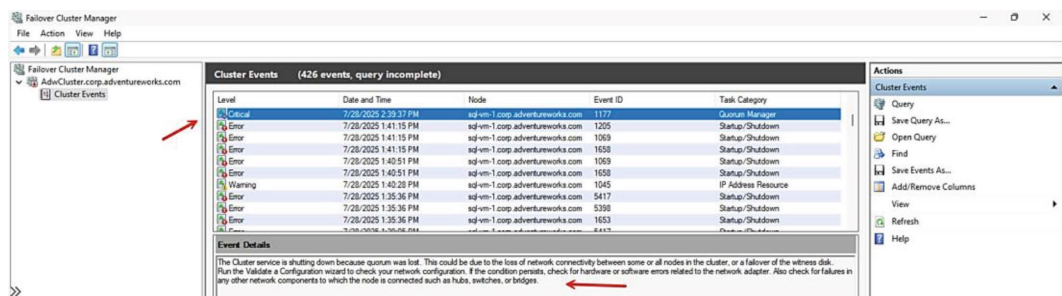 Failover Cluster Manager
File Action View Help
Failover Cluster Manager
AdwCluster.corp.adventureworks.com
Cluster Events
Cluster Events (426 events, query incomplete)
Level Date and Time Node Event ID Task Category
Critical 7/28/2025 2:39:37 PM sql-vm-1.corp.adventureworks.com 1177 Quorum Manager
Error 7/28/2025 1:41:15 PM sql-vm-1.corp.adventureworks.com 1205 Startup/Shutdown
Error 7/28/2025 1:41:15 PM sql-vm-1.corp.adventureworks.com 1069 Startup/Shutdown
Error 7/28/2025 1:41:15 PM sql-vm-1.corp.adventureworks.com 1658 Startup/Shutdown
Error 7/28/2025 1:40:51 PM sql-vm-1.corp.adventureworks.com 1069 Startup/Shutdown
Error 7/28/2025 1:40:51 PM sql-vm-1.corp.adventureworks.com 1658 Startup/Shutdown
Warning 7/28/2025 1:40:28 PM sql-vm-1.corp.adventureworks.com 1045 IP Address Resource
Error 7/28/2025 1:35:36 PM sql-vm-1.corp.adventureworks.com 5417 Startup/Shutdown
Error 7/28/2025 1:35:36 PM sql-vm-1.corp.adventureworks.com 5398 Startup/Shutdown
Error 7/28/2025 1:35:36 PM sql-vm-1.corp.adventureworks.com 1653 Startup/Shutdown
Event Details
The Cluster service is shutting down because quorum was lost. This could be due to the loss of network connectivity between some or all nodes in the cluster, or a failover of the witness disk.
Run the Validate a Configuration wizard to check your network configuration. If the condition persists, check for hardware or software errors related to the network adapter. Also check for failures in
any other network components to which the node is connected such as hubs, switches, or bridges.
Actions
Cluster Events
Query
Save Query As...
Open Query
Find
Save Events As...
Add/Remove Columns
View
Refresh
Help